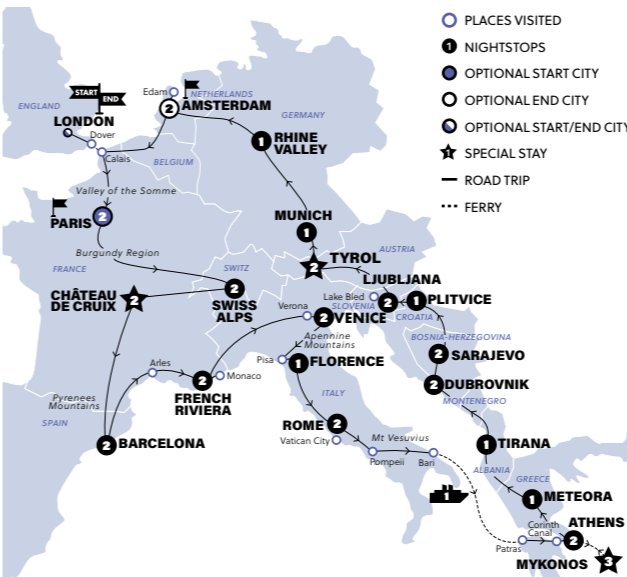 PLACES VISITED
1 NIGHTSTOPS
OPTIONAL START CITY
OPTIONAL END CITY
OPTIONAL START/END CITY
1 SPECIAL STAY
ROAD TRIP
FERRY
START
END
ENGLAND
LONDON
Dover
Calais
Edam
NETHERLANDS
2 AMSTERDAM
GERMANY
1 RHINE
VALLEY
BELGIUM
Valley of the Somme
PARIS 2
MUNICH
1
Burgundy Region
FRANCE
SWITZ
AUSTRIA
TYROL
2
LJUBLJANA
2
Lake Bled
SLOVENIA
1 PLITVICE
CROATIA
CHÂTEAU
DE CRUIX
2
2
SWISS
ALPS
Verona
2 VENICE
Apennine
Mountains
BOSNIA-HERZEGOVINA
2 SARAJEVO
Arles
Pisa
1 FLORENCE
2
FRENCH
RIVIERA
Monaco
2 DUBROVNIK
MONTENEGRO
Pyrenees
Mountains
SPAIN
ITALY
2 BARCELONA
ROME 2
Vatican City
Mt Vesuvius
Pompeii
Bari
1 TIRANA
ALBANIA
GREECE
1
1 METEORA
Corinth
Canal
ATHENS
2
Patras
MYKONOS 3